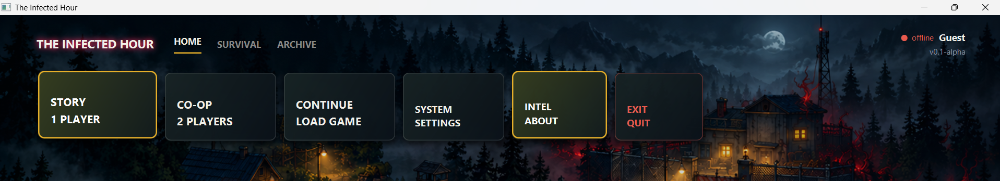 The Infected Hour
THE INFECTED HOUR
HOME
SURVIVAL
ARCHIVE
offline Guest
v0.1-alpha
STORY
1 PLAYER
CO-OP
2 PLAYERS
CONTINUE
LOAD GAME
SYSTEM
SETTINGS
INTEL
ABOUT
EXIT
QUIT